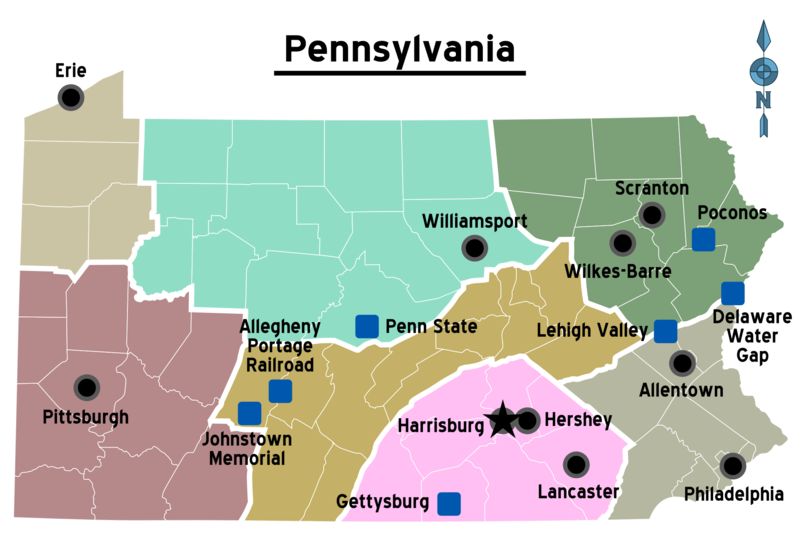 Pennsylvania
Erie
N
Scranton
Poconos
Williamsport
Wilkes-Barre
Allegheny
Portage
Railroad
Penn State
Lehigh Valley
Delaware
Water
Gap
Pittsburgh
Allentown
Johnstown
Memorial
Harrisburg
Hershey
Lancaster
Philadelphia
Gettysburg